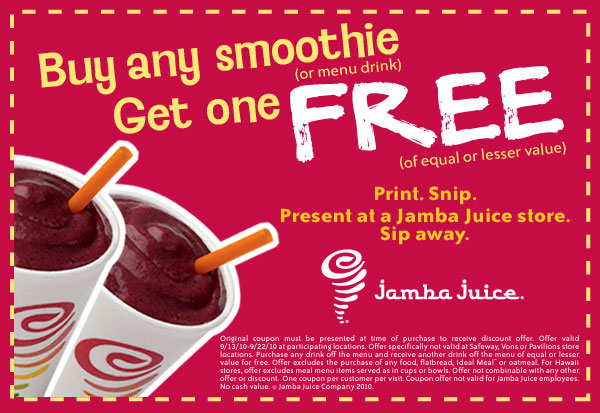 Buy any smoothie
(or menu drink)
Get one FREE
(of equal or lesser value)
Print. Snip.
Present at a Jamba Juice store.
Sip away.
Jamba Juice®
Original coupon must be presented at time of purchase to receive discount offer. Offer valid
9/13/10-9/22/10 at participating locations. Offer specifically not valid at Safeway, Vons or Pavilions store
locations. Purchase any drink off the menu and receive another drink off the menu of equal or lesser
value for free. Offer excludes the purchase of any food, flatbread, Ideal Meal™ or oatmeal. For Hawaii
stores, offer excludes meal menu items served as in cups or bowls. Offer not combinable with any other
offer or discount. One coupon per customer per visit. Coupon offer not valid for Jamba Juice employees.
No cash value. © Jamba Juice Company 2010.